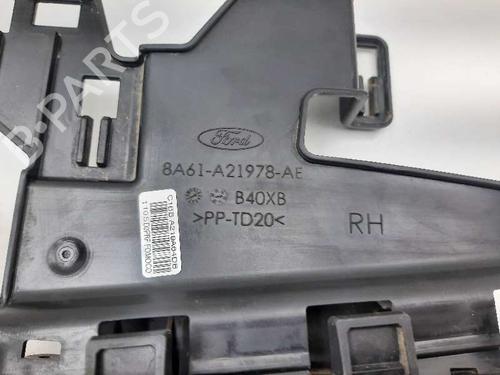 B-PARTS
Ford
8A61-A21978-AE
B40XB
>PP-TD20<
RH